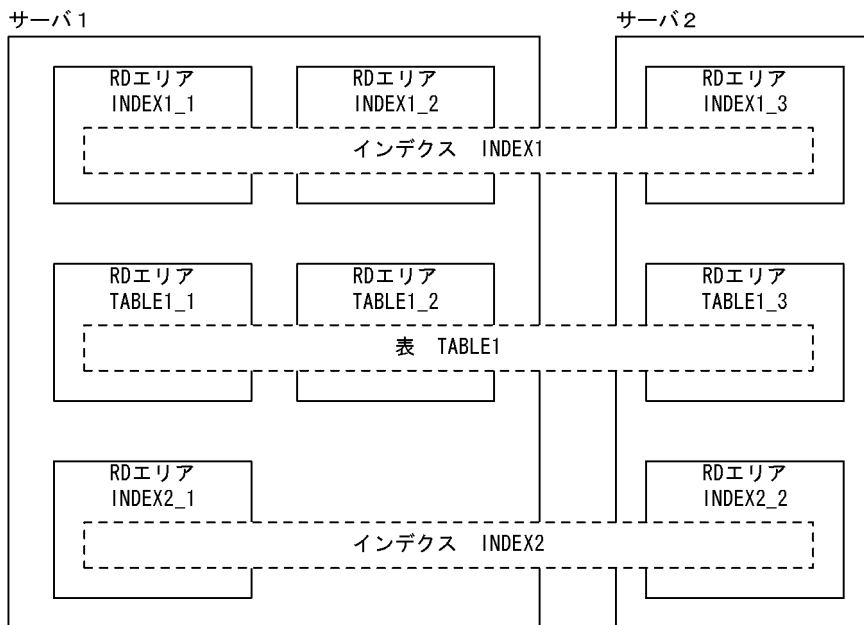 サーバ1
サーバ2
RDエリア
INDEX1_1
RDエリア
INDEX1_2
RDエリア
INDEX1_3
インデクス INDEX1
RDエリア
TABLE1_1
RDエリア
TABLE1_2
RDエリア
TABLE1_3
表 TABLE1
RDエリア
INDEX2_1
RDエリア
INDEX2_2
インデクス INDEX2